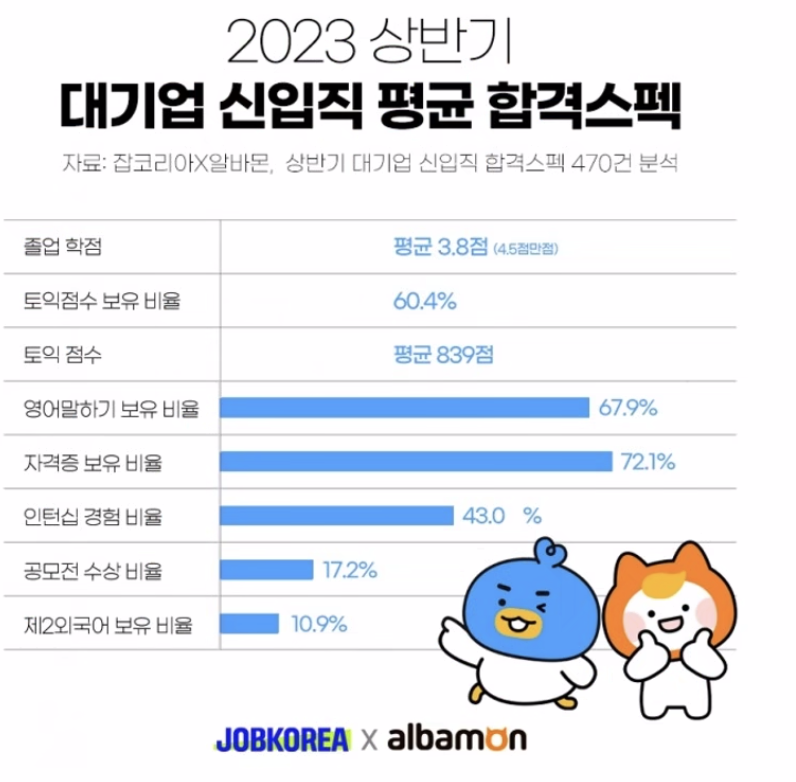 2023 상반기
대기업 신입직 평균 합격스펙
자료: 잡코리아X알바몬, 상반기 대기업 신입직 합격스펙 470건 분석
졸업 학점 평균 3.8점 (4.5점만점)
토익점수 보유 비율 60.4%
토익 점수 평균 839점
영어말하기 보유 비율 67.9%
자격증 보유 비율 72.1%
인턴십 경험 비율 43.0 %
공모전 수상 비율 17.2%
제2외국어 보유 비율 10.9%
JOBKOREA X albamon